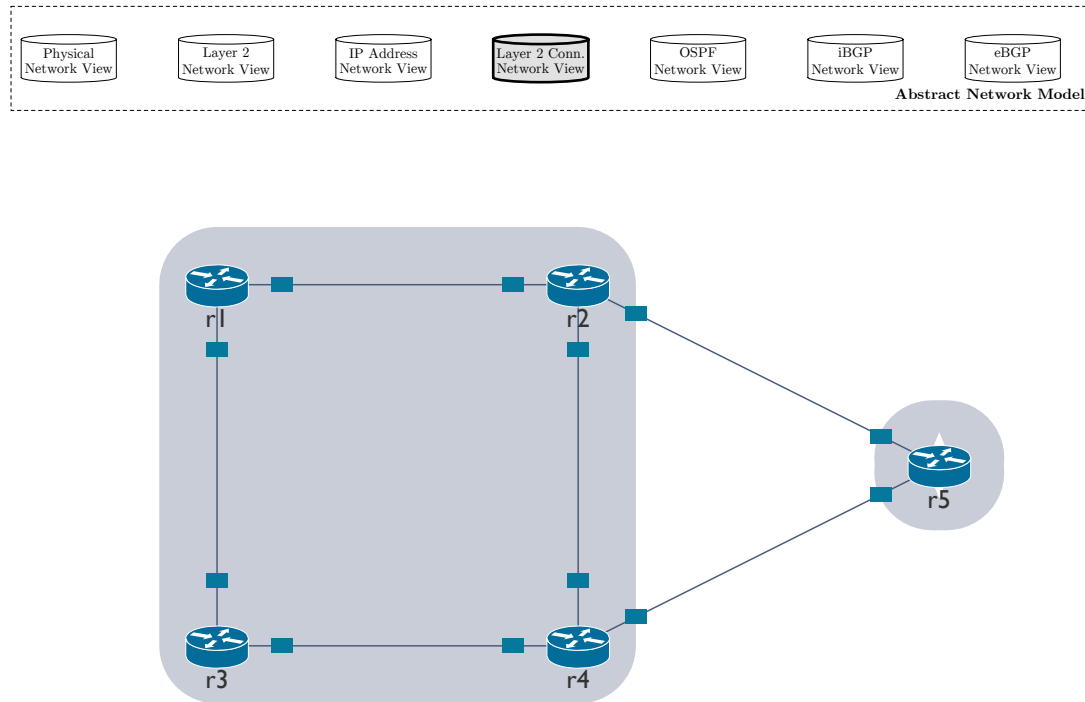 Physical
Network View
Layer 2
Network View
IP Address
Network View
Layer 2 Conn.
Network View
OSPF
Network View
iBGP
Network View
eBGP
Network View
Abstract Network Model
r1
r2
r5
r3
r4